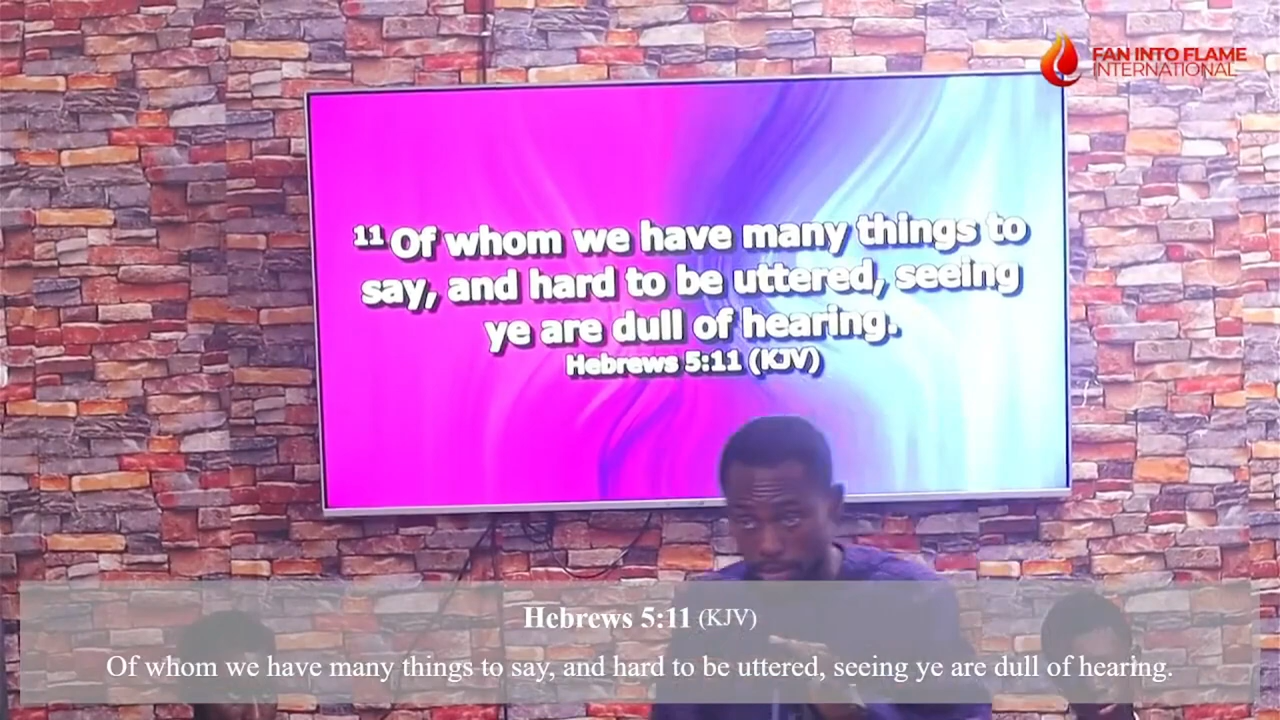 FAN INTO FLAME
INTERNATIONAL
11 Of whom we have many things to
say, and hard to be uttered, seeing
ye are dull of hearing.
Hebrews 5:11 (KJV)
Hebrews 5:11 (KJV)
Of whom we have many things to say, and hard to be uttered, seeing ye are dull of hearing.